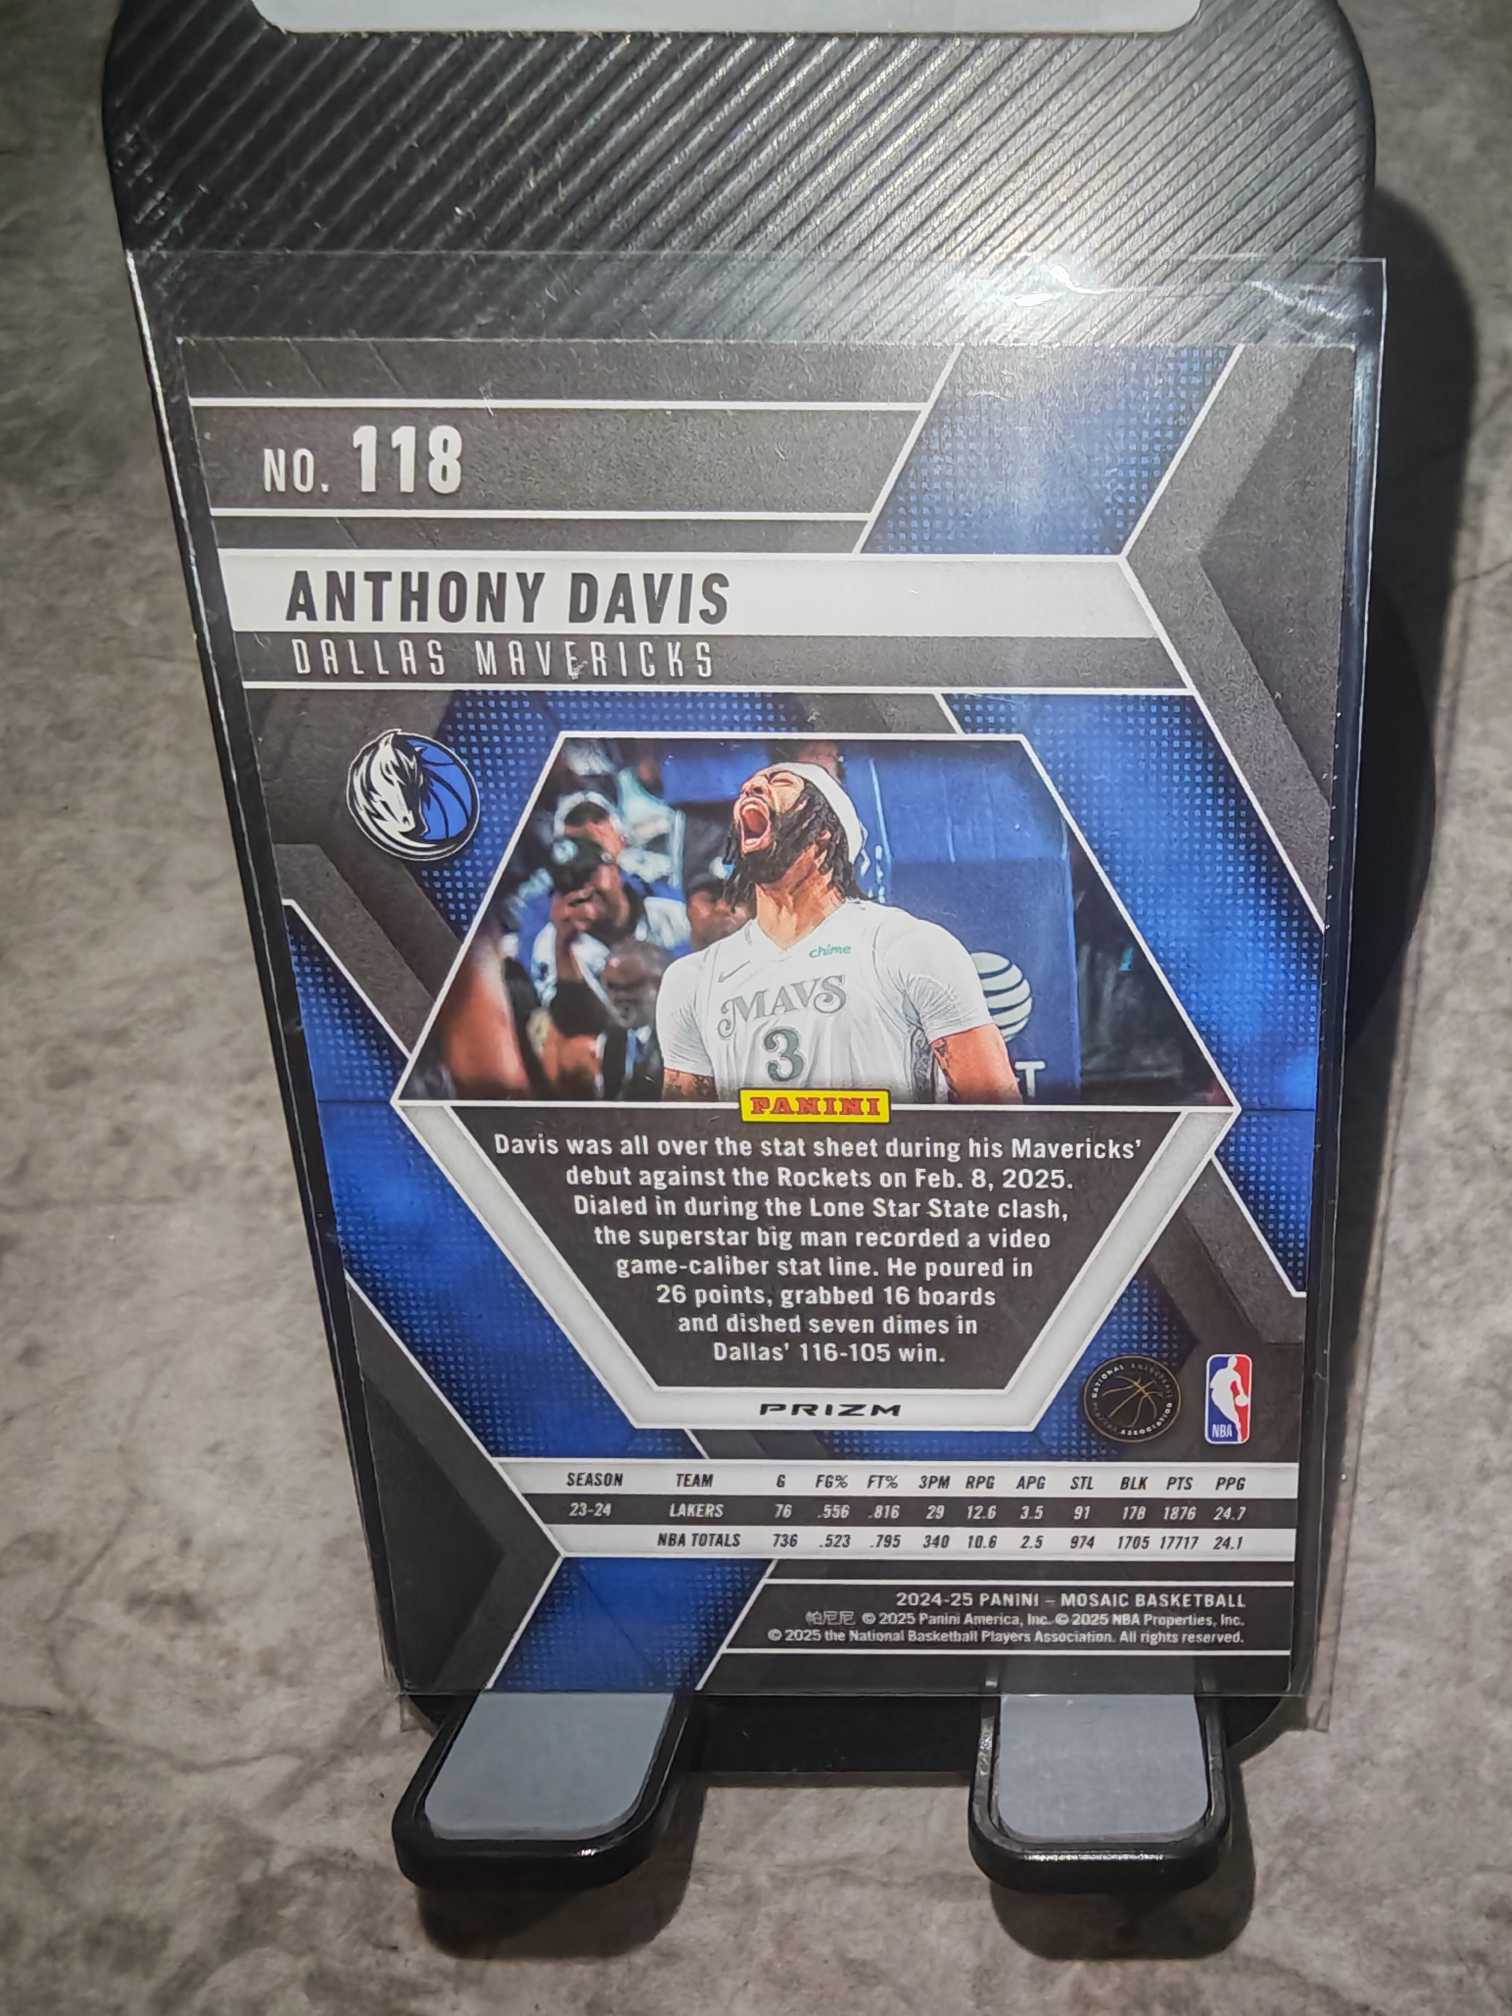 NO. 118
ANTHONY DAVIS
DALLAS MAVERICKS
chime
MAVS
3
T
PANINI
Davis was all over the stat sheet during his Mavericks'
debut against the Rockets on Feb. 8, 2025.
Dialed in during the Lone Star State clash,
the superstar big man recorded a video
game-caliber stat line. He poured in
26 points, grabbed 16 boards
and dished seven dimes in
Dallas' 116-105 win.
PRIZM
NATIONAL BASKETBALL PLAYERS ASSOCIATION
NBA
SEASON TEAM G FG% FT% 3PM RPG APG STL BLK PTS PPG
23-24 LAKERS 76 .556 .816 29 12.6 3.5 91 178 1876 24.7
NBA TOTALS 736 .523 .795 340 10.6 2.5 974 1705 17717 24.1
2024-25 PANINI – MOSAIC BASKETBALL
帕尼尼 © 2025 Panini America, Inc. © 2025 NBA Properties, Inc.
© 2025 the National Basketball Players Association. All rights reserved.